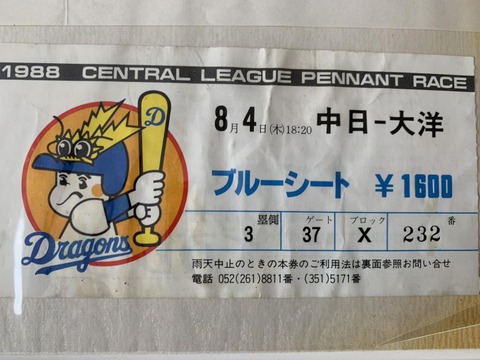 1988 CENTRAL LEAGUE PENNANT RACE
8月4日(木)18:20 中日-大洋
D
ブルーシート ¥1600
塁側 ゲート ブロック 番
3 37 X 232
Dragons
雨天中止のときの本券のご利用法は裏面参照お問い合せ
電話 052(261)8811番・(351)5171番